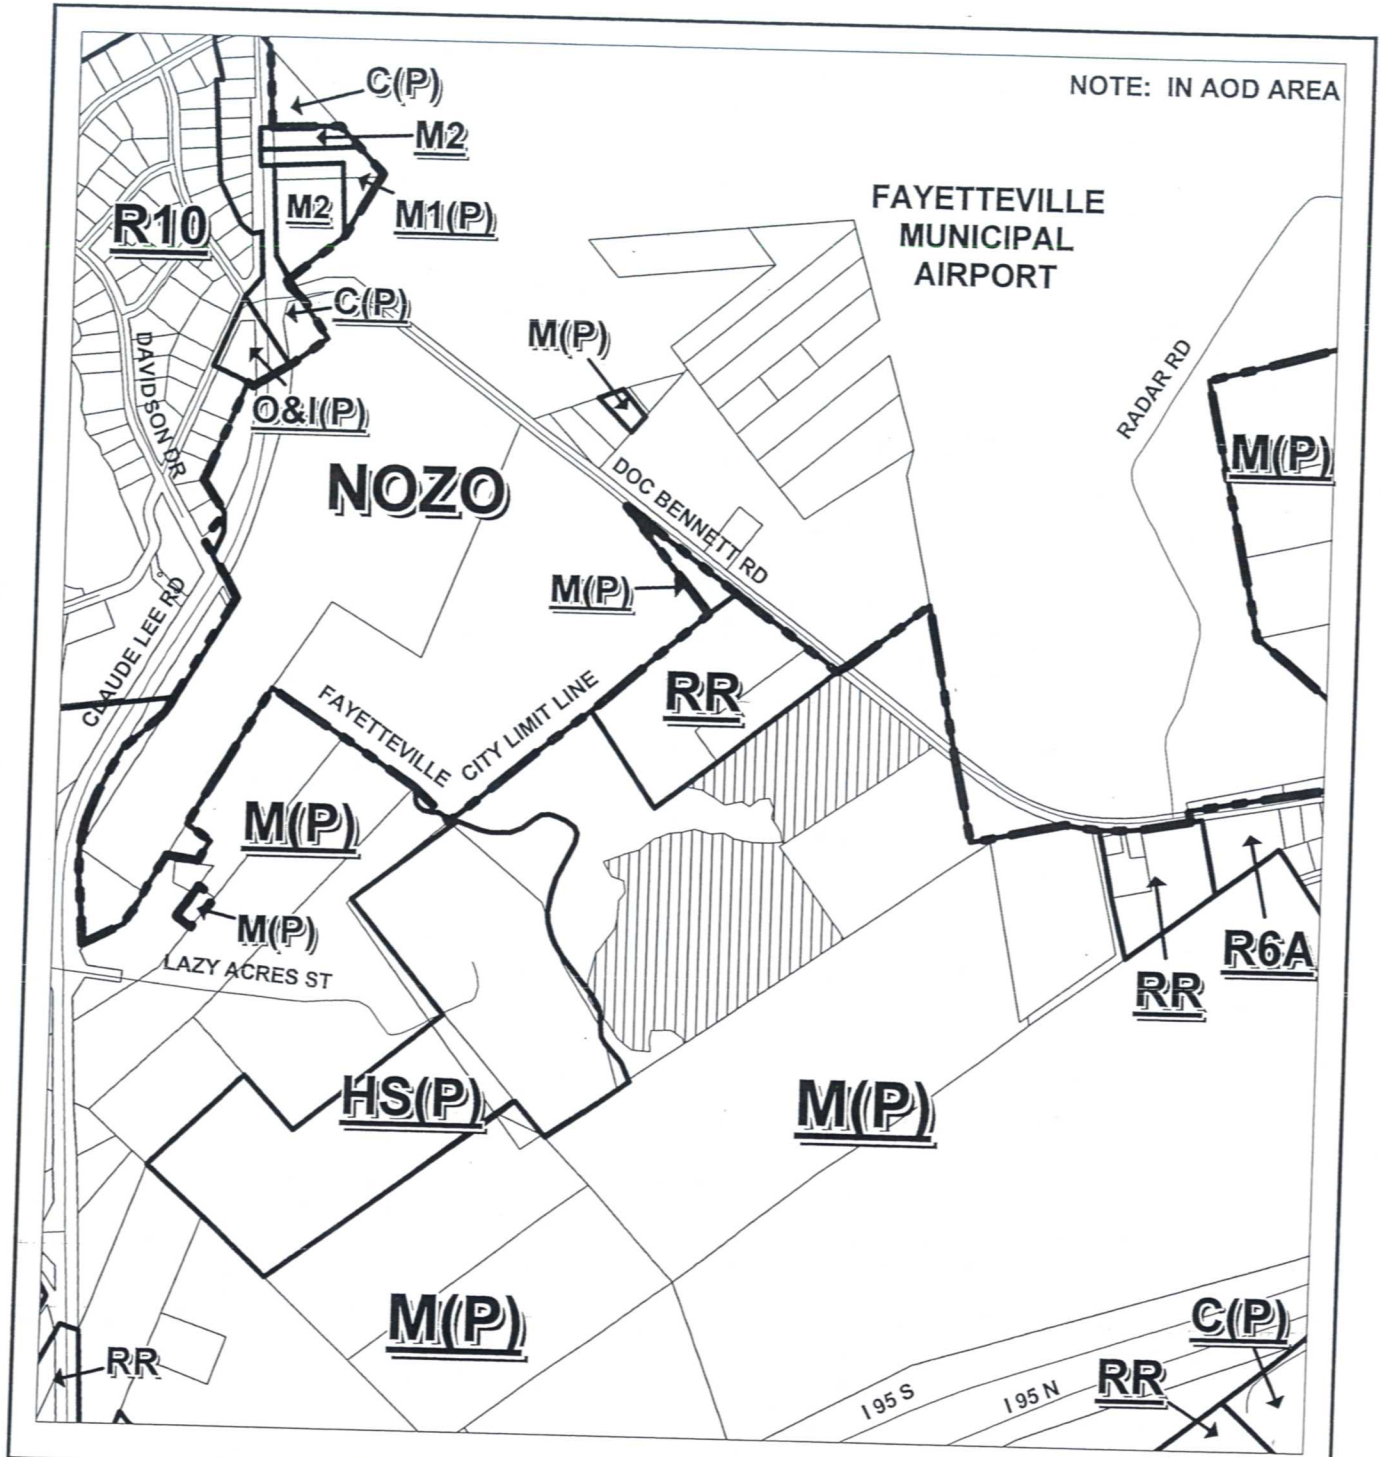 NOTE: IN AOD AREA
C(P)
M2
M2
M1(P)
R10
FAYETTEVILLE
MUNICIPAL
AIRPORT
C(P)
M(P)
RADAR RD
DAVIDSON DR
O&I(P)
M(P)
NOZO
DOC BENNETT RD
M(P)
CLAUDE LEE RD
RR
FAYETTEVILLE
CITY LIMIT LINE
M(P)
M(P)
LAZY ACRES ST
R6A
RR
HS(P)
M(P)
M(P)
C(P)
RR
RR
I 95 S
I 95 N